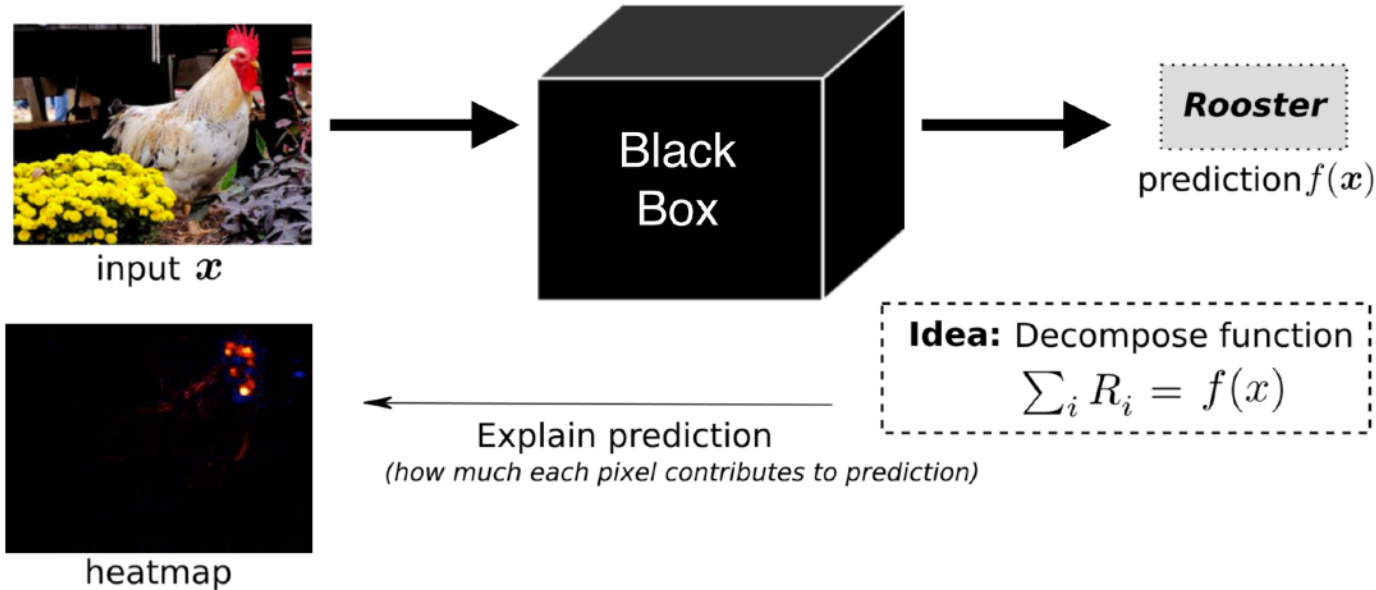 Black
Box
Rooster
prediction f(x)
input x
Idea: Decompose function
∑ᵢ Rᵢ = f(x)
Explain prediction
(how much each pixel contributes to prediction)
heatmap